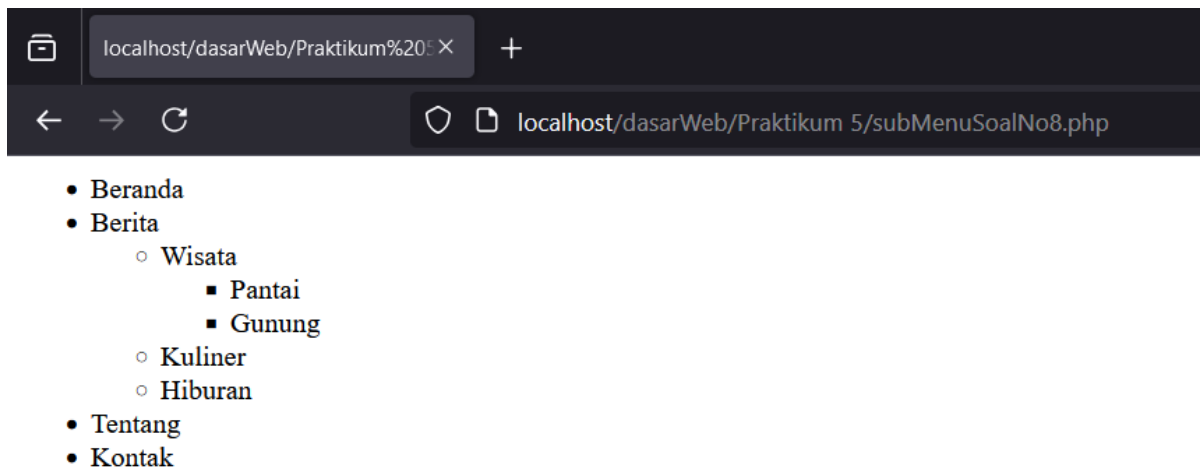 localhost/dasarWeb/Praktikum%205
localhost/dasarWeb/Praktikum 5/subMenuSoalNo8.php
Beranda
Berita
Wisata
Pantai
Gunung
Kuliner
Hiburan
Tentang
Kontak